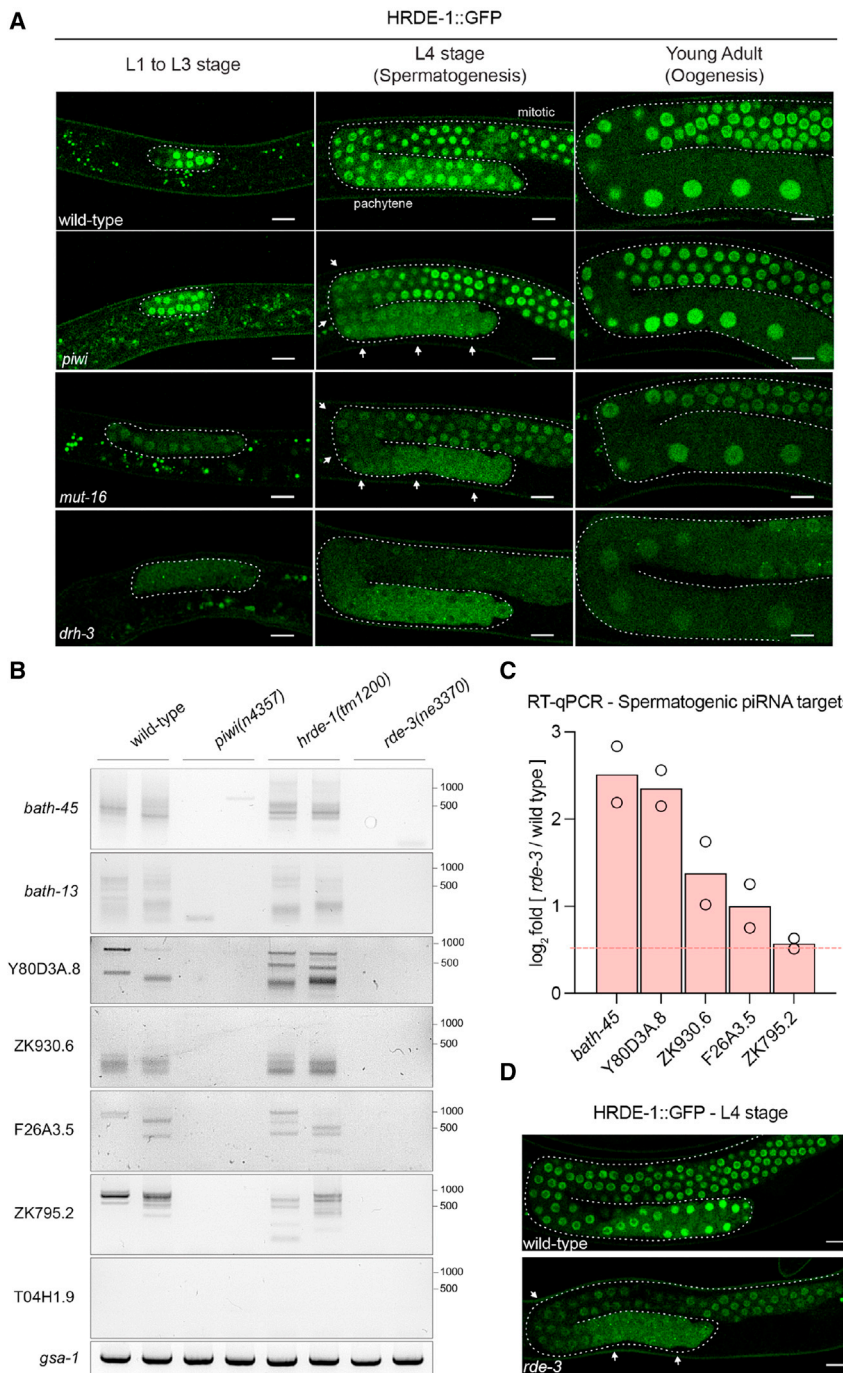 A
HRDE-1::GFP
L1 to L3 stage
L4 stage
(Spermatogenesis)
Young Adult
(Oogenesis)
mitotic
pachytene
wild-type
piwi
mut-16
drh-3
B
wild-type
piwi(n4357)
hrde-1(tm1200)
rde-3(ne3370)
bath-45
1000
500
bath-13
1000
500
Y80D3A.8
1000
500
ZK930.6
1000
500
F26A3.5
1000
500
ZK795.2
1000
500
T04H1.9
1000
500
gsa-1
C
RT-qPCR - Spermatogenic piRNA targets
log2 fold [ rde-3 / wild type ]
3
2
1
0
bath-45
Y80D3A.8
ZK930.6
F26A3.5
ZK795.2
D
HRDE-1::GFP - L4 stage
wild-type
rde-3